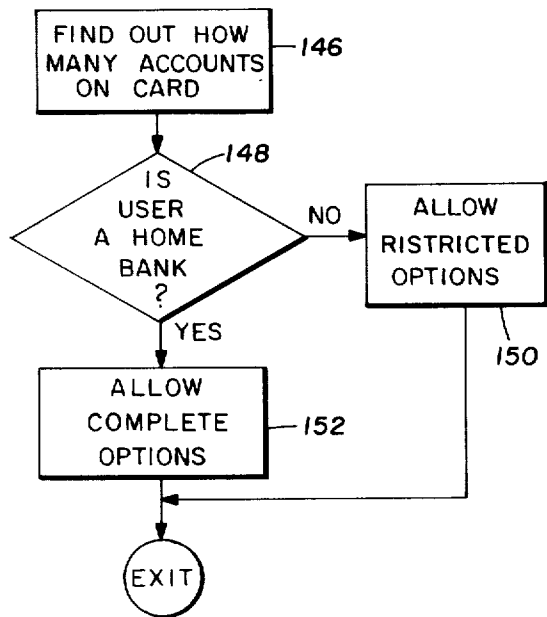 FIND OUT HOW
MANY ACCOUNTS
ON CARD
146
148
IS
USER
A HOME
BANK
?
NO
ALLOW
RISTRICTED
OPTIONS
150
YES
ALLOW
COMPLETE
OPTIONS
152
EXIT